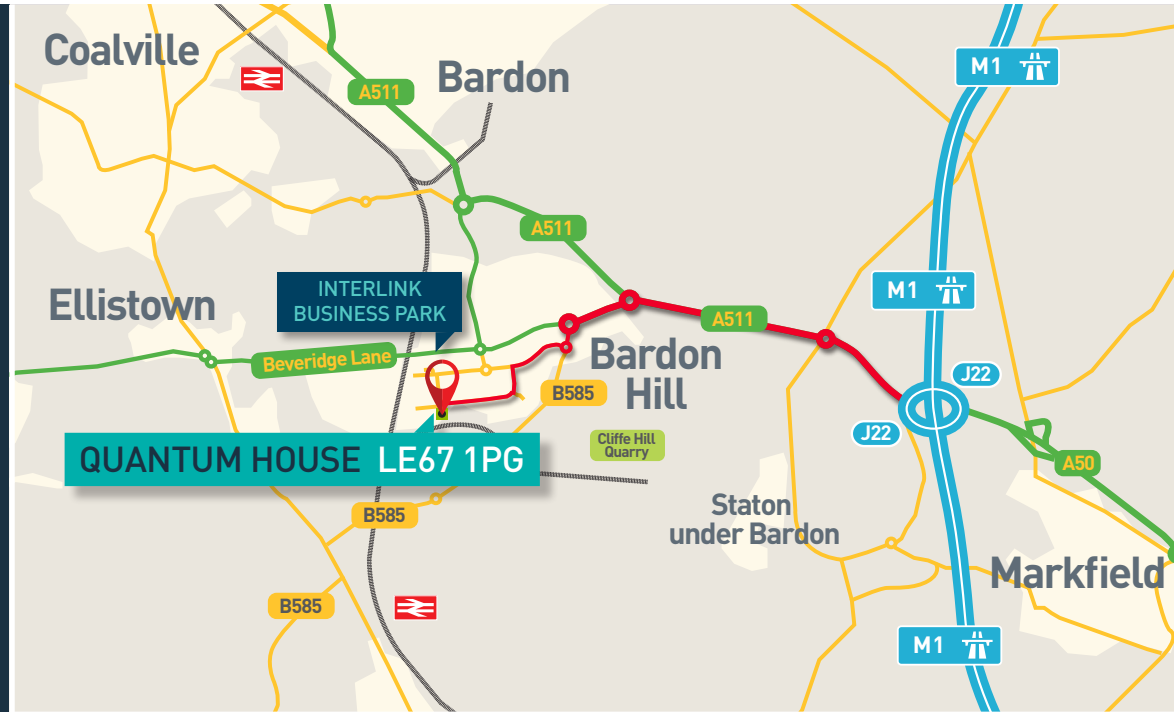 Coalville
Bardon
M1
A511
A511
M1
INTERLINK
BUSINESS PARK
Ellistown
A511
Beveridge Lane
Bardon
Hill
J22
B585
J22
Cliffe Hill
Quarry
QUANTUM HOUSE LE67 1PG
A50
Staton
under Bardon
B585
Markfield
B585
M1